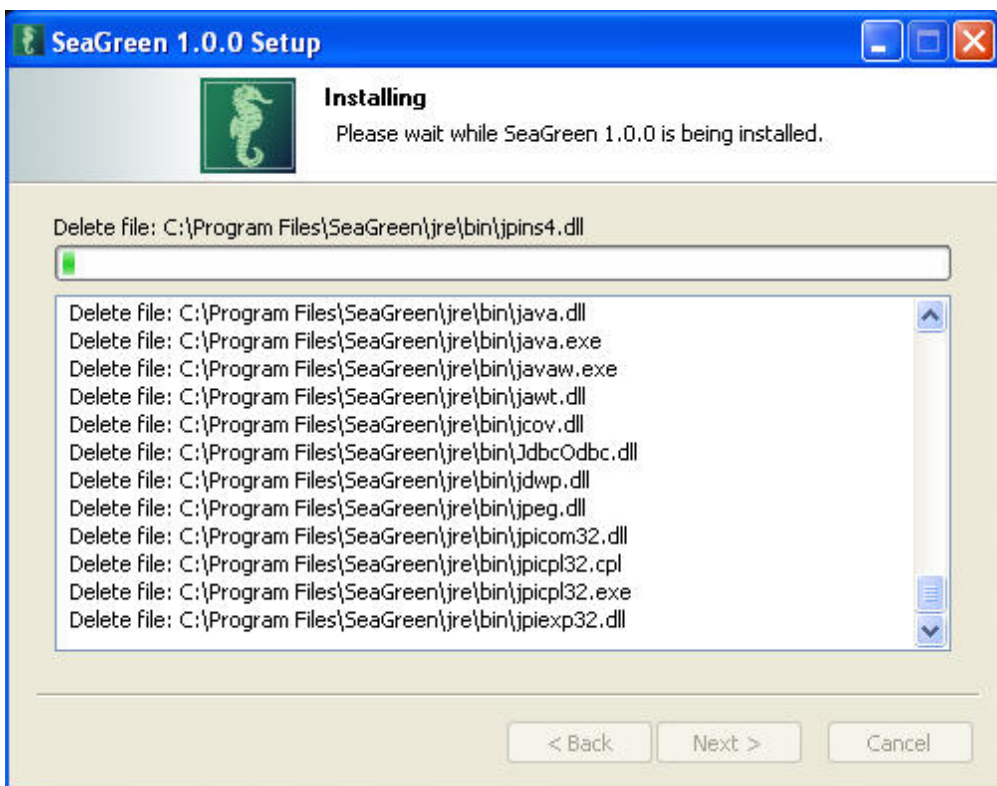 SeaGreen 1.0.0 Setup
Installing
Please wait while SeaGreen 1.0.0 is being installed.
Delete file: C:\Program Files\SeaGreen\jre\bin\jpins4.dll
Delete file: C:\Program Files\SeaGreen\jre\bin\java.dll
Delete file: C:\Program Files\SeaGreen\jre\bin\java.exe
Delete file: C:\Program Files\SeaGreen\jre\bin\javaw.exe
Delete file: C:\Program Files\SeaGreen\jre\bin\jawt.dll
Delete file: C:\Program Files\SeaGreen\jre\bin\jcov.dll
Delete file: C:\Program Files\SeaGreen\jre\bin\JdbcOdbc.dll
Delete file: C:\Program Files\SeaGreen\jre\bin\jdwp.dll
Delete file: C:\Program Files\SeaGreen\jre\bin\jpeg.dll
Delete file: C:\Program Files\SeaGreen\jre\bin\jpicom32.dll
Delete file: C:\Program Files\SeaGreen\jre\bin\jpicpl32.cpl
Delete file: C:\Program Files\SeaGreen\jre\bin\jpicpl32.exe
Delete file: C:\Program Files\SeaGreen\jre\bin\jpiexp32.dll
< Back Next > Cancel